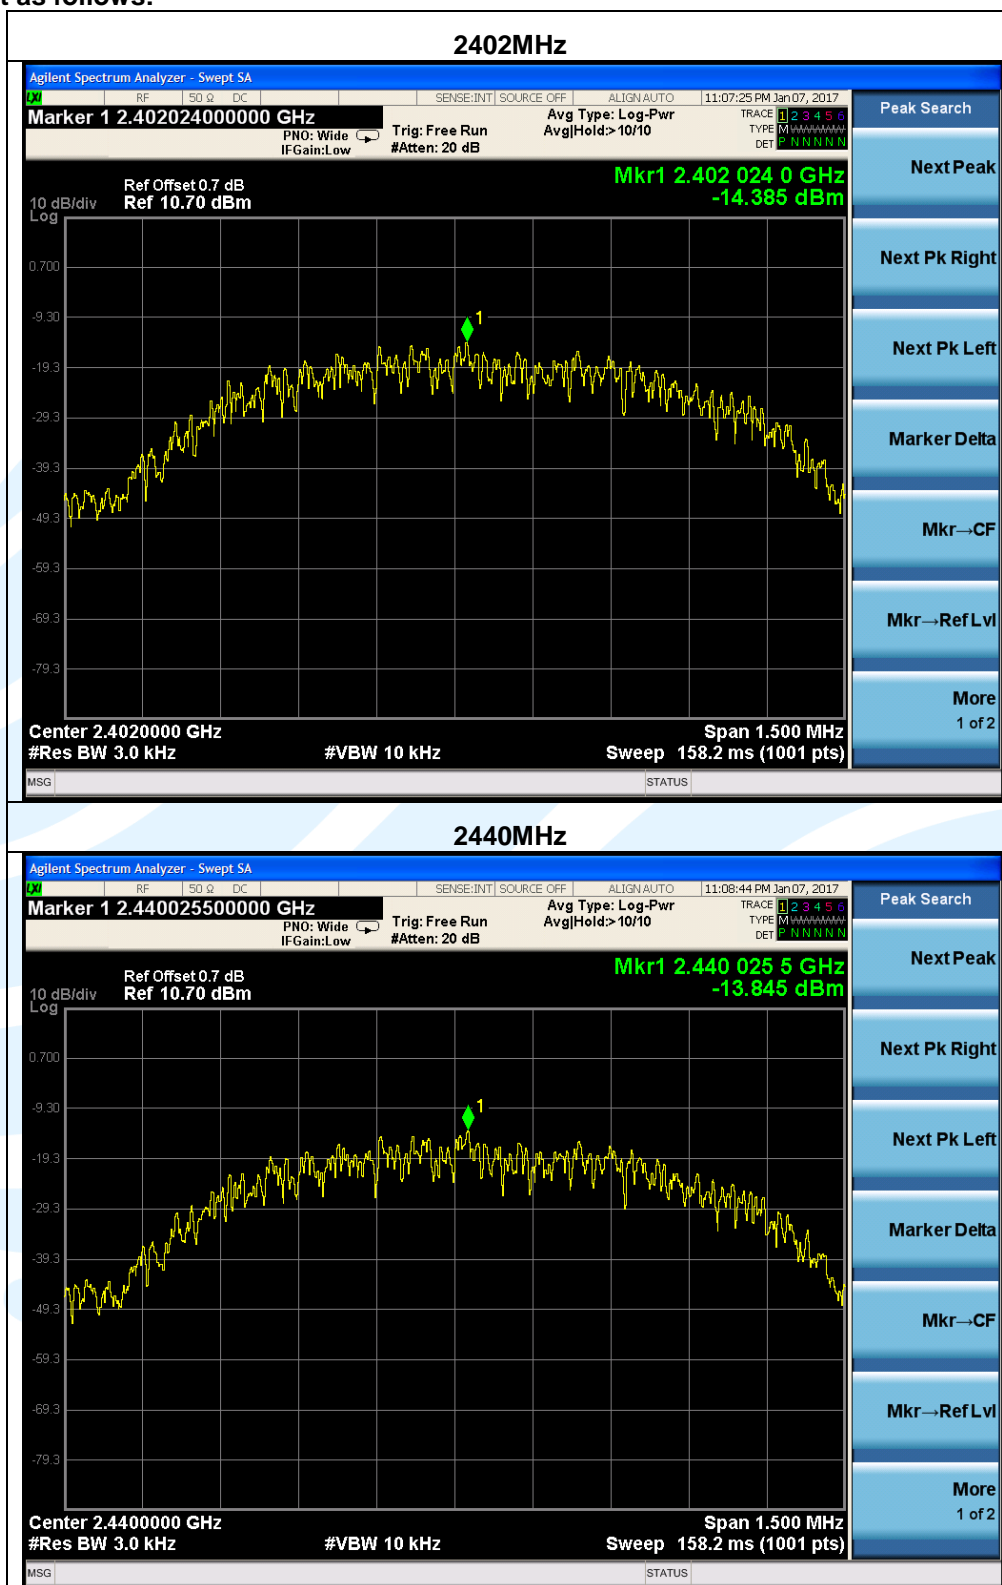 t as follows:
2402MHz
Agilent Spectrum Analyzer - Swept SA
LXI RF 50 Ω DC SENSE:INT SOURCE OFF ALIGN AUTO 11:07:25 PM Jan 07, 2017
Marker 1 2.402024000000 GHz
PNO: Wide
IFGain:Low
Trig: Free Run
#Atten: 20 dB
Avg Type: Log-Pwr
Avg|Hold:>10/10
TRACE 1 2 3 4 5 6
TYPE M WWWWW
DET P N N N N N
Peak Search
Mkr1 2.402 024 0 GHz
-14.385 dBm
Ref Offset 0.7 dB
10 dB/div Ref 10.70 dBm
Log
0.700
-9.30
-19.3
-29.3
-39.3
-49.3
-59.3
-69.3
-79.3
1
Next Peak
Next Pk Right
Next Pk Left
Marker Delta
Mkr→CF
Mkr→Ref Lvl
More
1 of 2
Center 2.4020000 GHz Span 1.500 MHz
#Res BW 3.0 kHz #VBW 10 kHz Sweep 158.2 ms (1001 pts)
MSG STATUS
2440MHz
Agilent Spectrum Analyzer - Swept SA
LXI RF 50 Ω DC SENSE:INT SOURCE OFF ALIGN AUTO 11:08:44 PM Jan 07, 2017
Marker 1 2.440025500000 GHz
PNO: Wide
IFGain:Low
Trig: Free Run
#Atten: 20 dB
Avg Type: Log-Pwr
Avg|Hold:>10/10
TRACE 1 2 3 4 5 6
TYPE M WWWWW
DET P N N N N N
Peak Search
Mkr1 2.440 025 5 GHz
-13.845 dBm
Ref Offset 0.7 dB
10 dB/div Ref 10.70 dBm
Log
0.700
-9.30
-19.3
-29.3
-39.3
-49.3
-59.3
-69.3
-79.3
1
Next Peak
Next Pk Right
Next Pk Left
Marker Delta
Mkr→CF
Mkr→Ref Lvl
More
1 of 2
Center 2.4400000 GHz Span 1.500 MHz
#Res BW 3.0 kHz #VBW 10 kHz Sweep 158.2 ms (1001 pts)
MSG STATUS